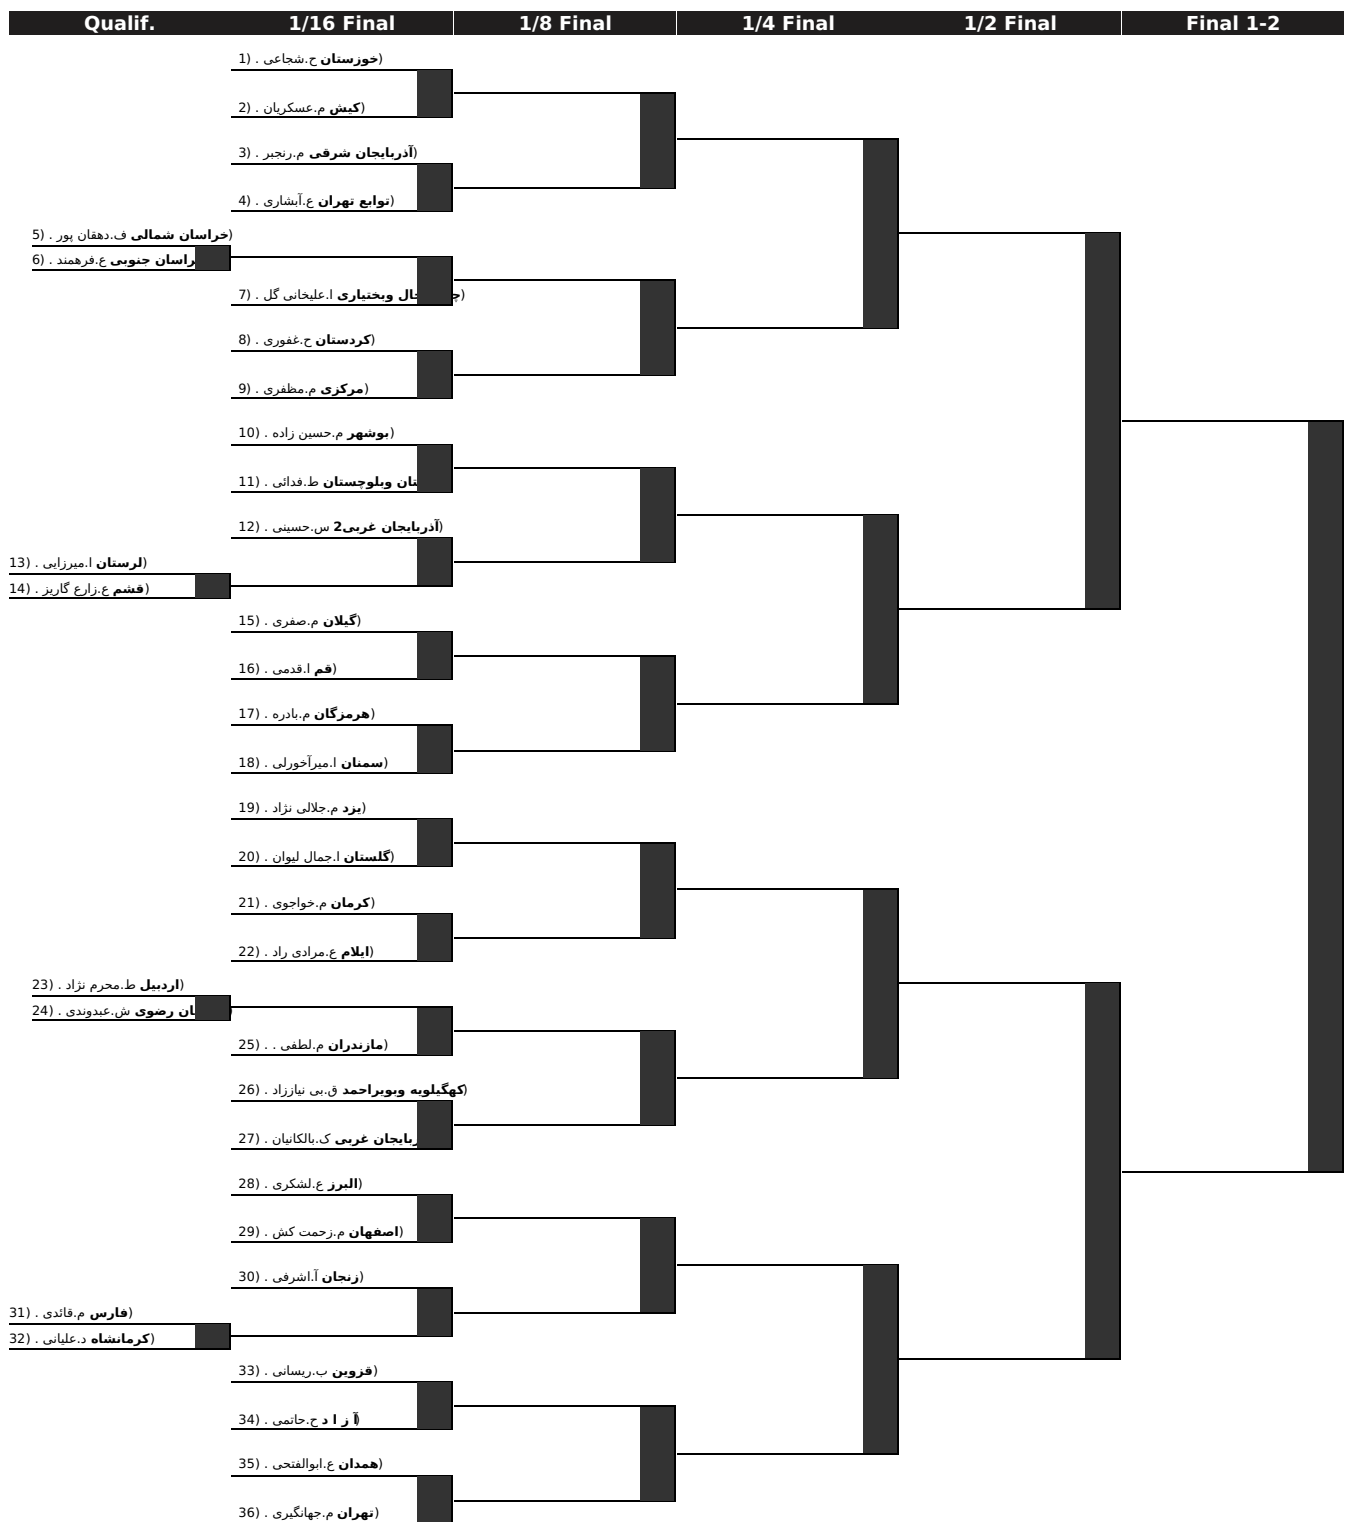 Qualif. 1/16 Final 1/8 Final 1/4 Final 1/2 Final Final 1-2
1) . ح.شجاعی خوزستان)
2) . م.عسکریان کیش)
3) . م.رنجبر آذربایجان شرقی)
4) . ع.آبشاری توابع تهران)
5) . ف.دهقان پور خراسان شمالی)
6) . ع.فرهمند جنوبی
7) . ا.علیخانی گل وبختیاری)
8) . ح.غفوری کردستان)
9) . م.مظفری مرکزی)
10) . م.حسین زاده بوشهر)
11) . ط.فدائی وبلوچستان
12) . س.حسینی آذربایجان غربی2)
13) . ا.میرزایی لرستان)
14) . ع.زارع گاریز قشم)
15) . م.صفری گیلان)
16) . ا.قدمی قم)
17) . م.بادره هرمزگان)
18) . ا.میرآخورلی سمنان)
19) . م.جلالی نژاد یزد)
20) . ا.جمال لیوان گلستان)
21) . م.خواجوی کرمان)
22) . ع.مرادی راد ایلام)
23) . ط.محرم نژاد اردبیل)
24) . ش.عبدوندی رضوی
25) . . م.لطفی مازندران)
26) . ق.بی نیاززاد کهگیلویه وبویراحمد)
27) . ک.بالکانیان غربی
28) . ع.لشکری البرز)
29) . م.زحمت کش اصفهان)
30) . آ.اشرفی زنجان)
31) . م.قائدی فارس)
32) . د.علیانی کرمانشاه)
33) . ب.ریسانی قزوین)
34) . ح.حاتمی آ ز ا د)
35) . ع.ابوالفتحی همدان)
36) . م.جهانگیری تهران)